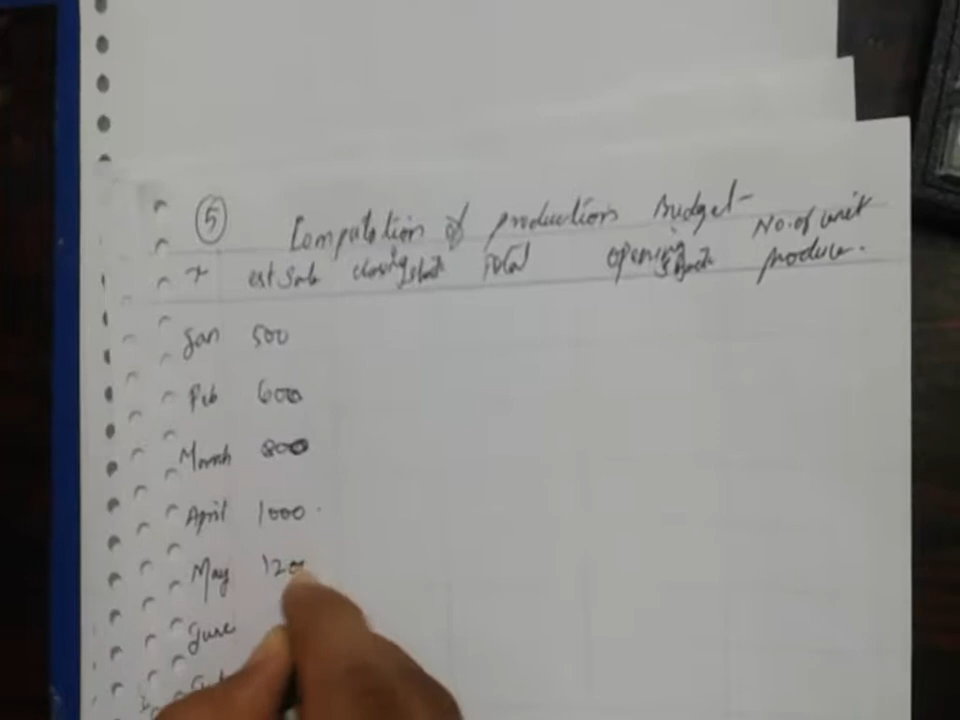 5 Computation of production Budget
est Sale closing stock Total opening stock No. of unit produce.
Jan 500
Feb 600
March 800
April 1000
May 120
June